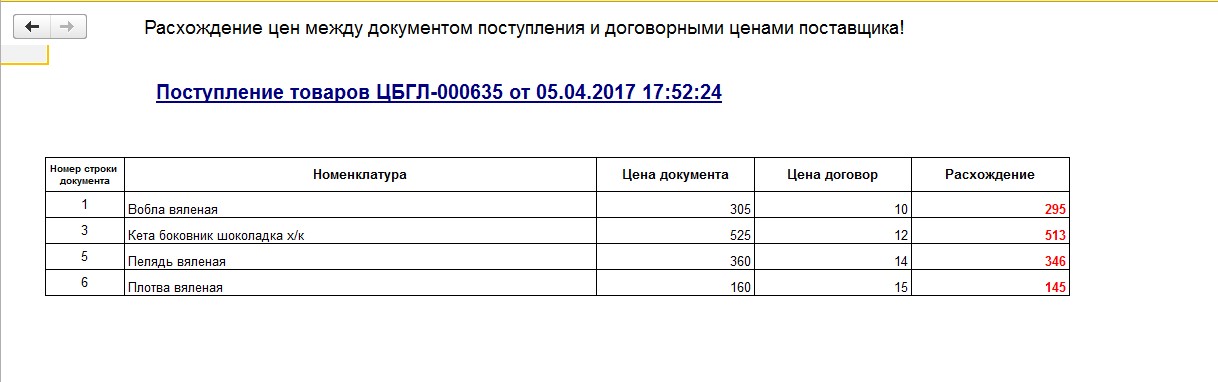 Расхождение цен между документом поступления и договорными ценами поставщика!
Поступление товаров ЦБГЛ-000635 от 05.04.2017 17:52:24
Номер строки документа Номенклатура Цена документа Цена договор Расхождение
1 Вобла вяленая 305 10 295
3 Кета боковник шоколадка х/к 525 12 513
5 Пелядь вяленая 360 14 346
6 Плотва вяленая 160 15 145